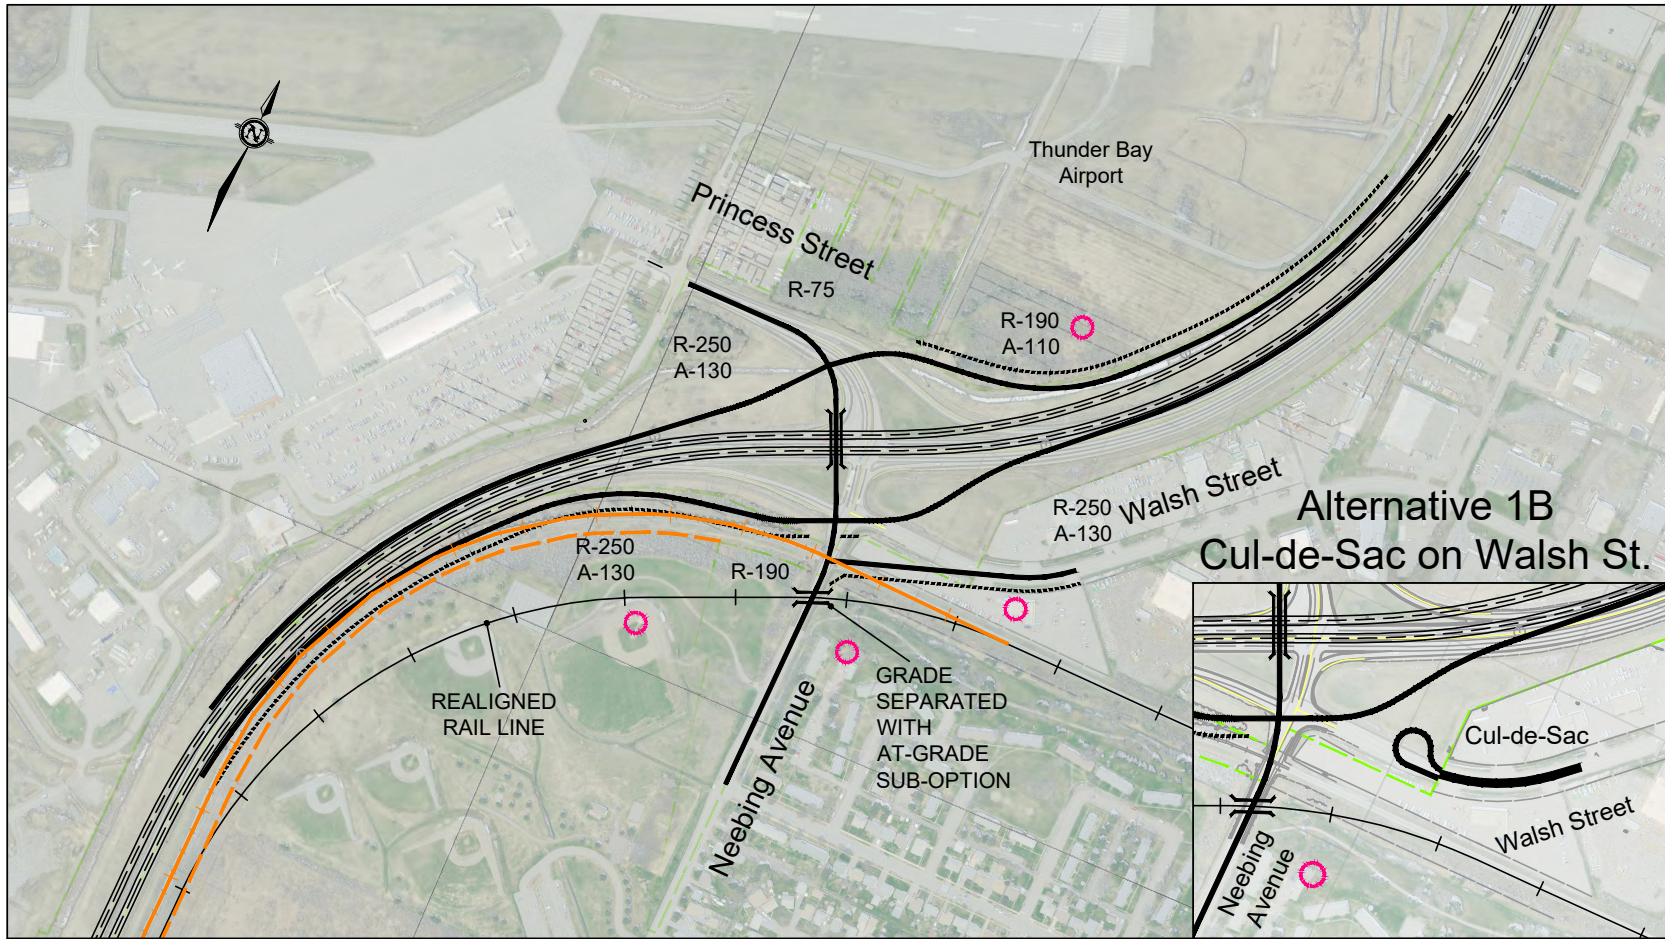 N
Thunder Bay
Airport
Princess Street
R-75
R-190
A-110
R-250
A-130
Walsh Street
R-250
A-130
Alternative 1B
Cul-de-Sac on Walsh St.
R-250
A-130
R-190
REALIGNED
RAIL LINE
GRADE
SEPARATED
WITH
AT-GRADE
SUB-OPTION
Neebing Avenue
Cul-de-Sac
Walsh Street
Neebing
Avenue